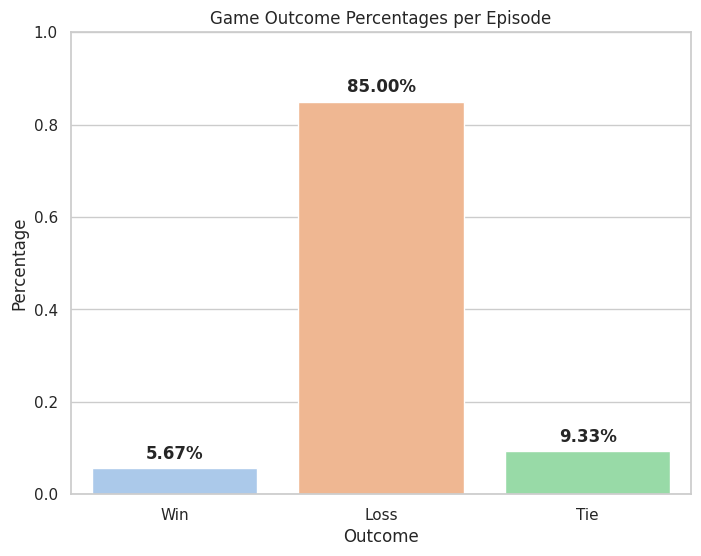 Game Outcome Percentages per Episode
1.0
0.8
0.6
0.4
0.2
0.0
Percentage
5.67%
85.00%
9.33%
Win
Loss
Tie
Outcome